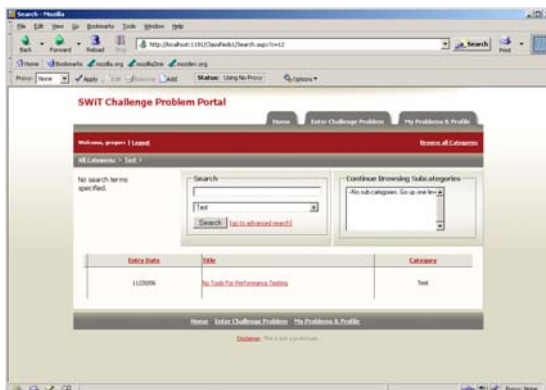 Search - Mozilla
File Edit View Go Bookmarks Tools Window Help
Back Forward Reload Stop http://localhost:1181/Classifieds1/Search.aspx?c=12 Search Print
Home Bookmarks mozilla.org mozillaZine mozdev.org
Proxy: None Apply Edit Remove Add Status: Using No Proxy Options
SWiT Challenge Problem Portal
Home Enter Challenge Problem My Problems & Profile
Welcome, | Logout Browse all Categories
All Categories > Test >
No search terms specified.
Search
Test
Search
Continue Browsing Subcategories
-No sub-categories. Go up one lev
Entry Date Title Category
11/20/06 No Tools For Performance Testing Test
Home Enter Challenge Problem My Problems & Profile
Disclaimer: This is just a prototype.
Proxy: None